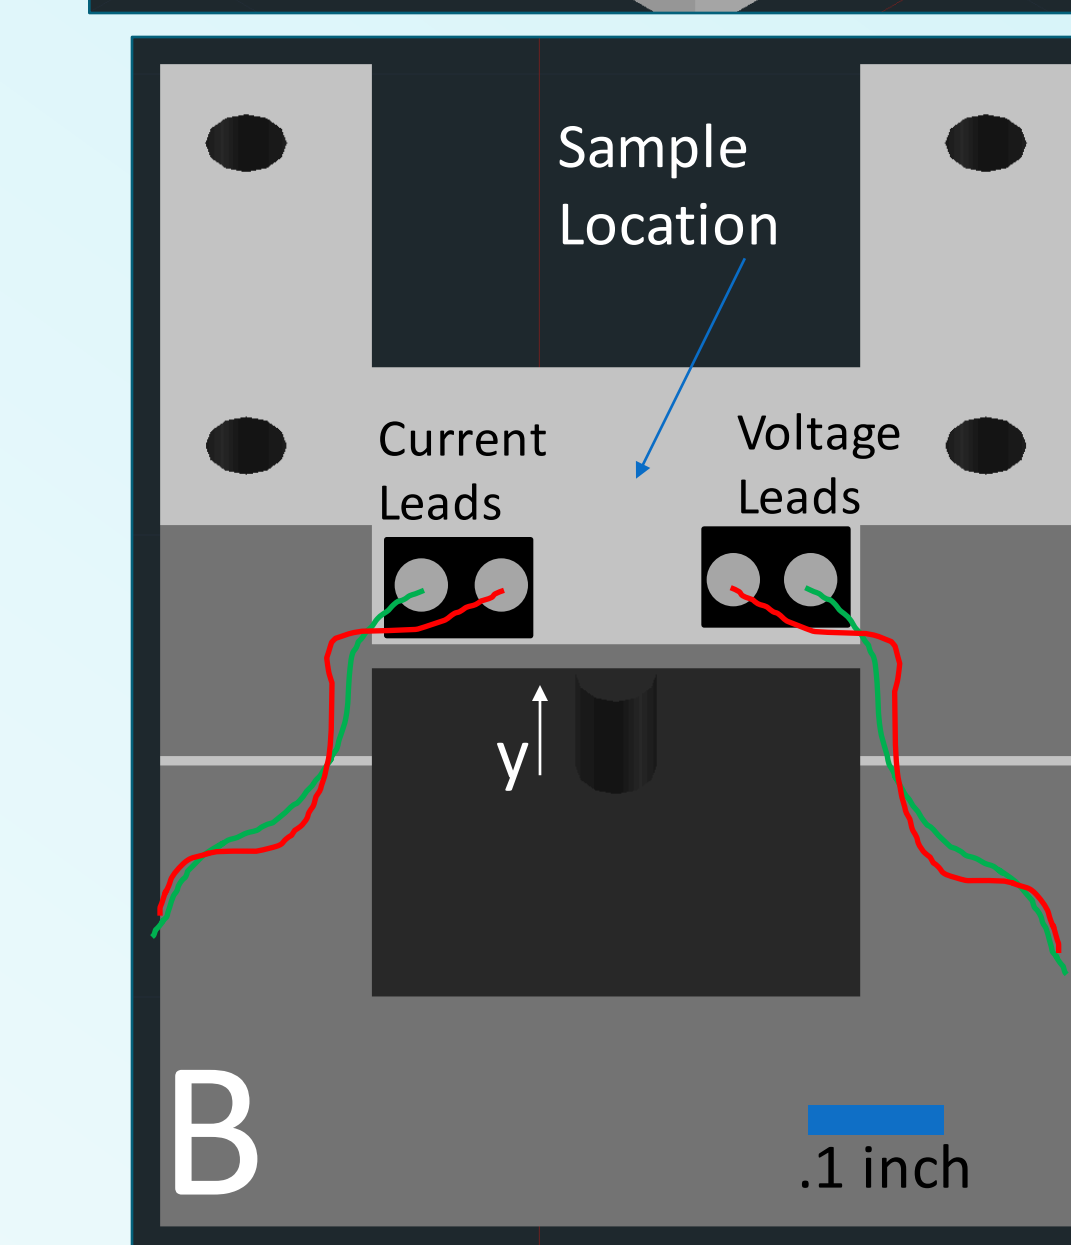 Sample
Location
Current
Leads
Voltage
Leads
y
B
.1 inch